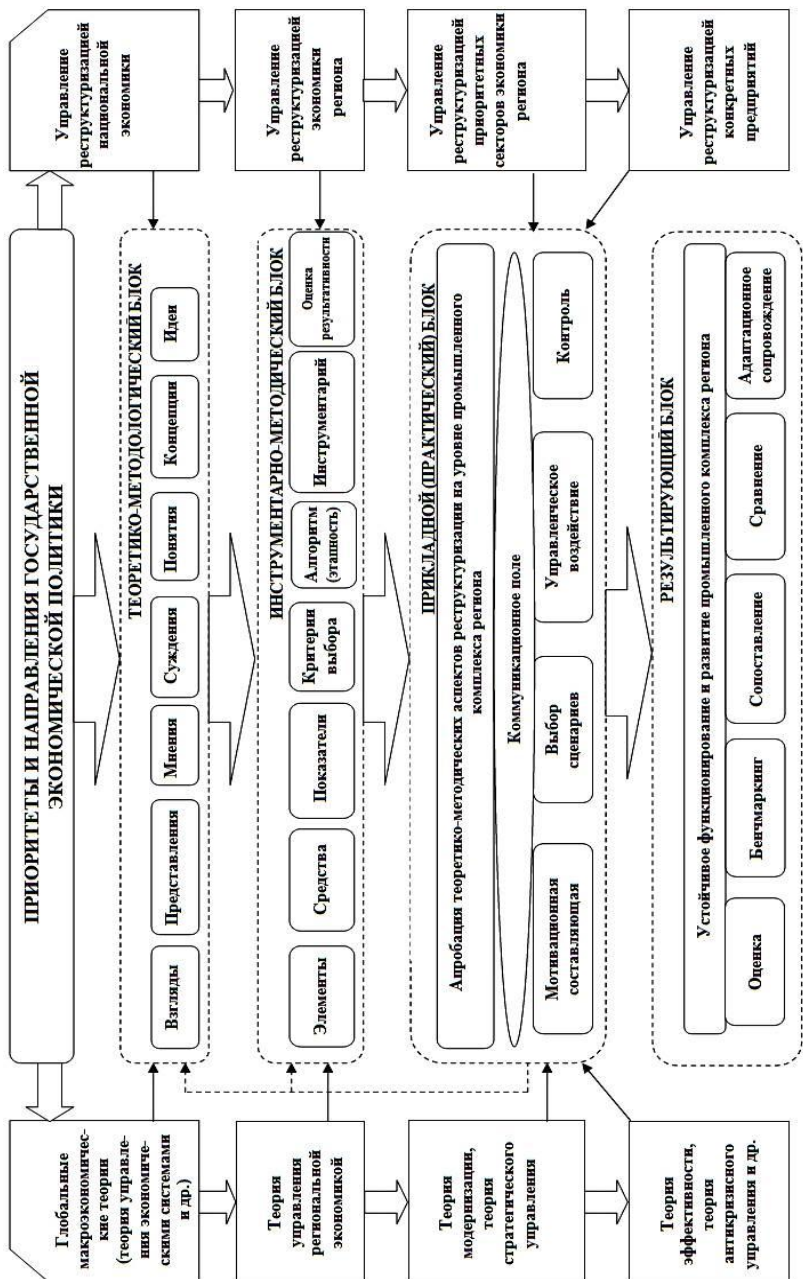 ПРИОРИТЕТЫ И НАПРАВЛЕНИЯ ГОСУДАРСТВЕННОЙ
ЭКОНОМИЧЕСКОЙ ПОЛИТИКИ
Глобальные
макроэкономичес-
кие теории
(теория управле-
ния экономиче-
скими системами
и др.)
ТЕОРЕТИКО-МЕТОДОЛОГИЧЕСКИЙ БЛОК
Взгляды
Представления
Мнения
Суждения
Понятия
Концепции
Идеи
Управление
реструктуризацией
национальной
экономики
Теория
управления
региональной
экономикой
ИНСТРУМЕНТАРНО-МЕТОДИЧЕСКИЙ БЛОК
Элементы
Средства
Показатели
Критерии
выбора
Алгоритм
(этапность)
Инструментарий
Оценка
результативности
Управление
реструктуризацией
экономики
региона
Теория
модернизации,
теория
стратегического
управления
ПРИКЛАДНОЙ (ПРАКТИЧЕСКИЙ) БЛОК
Апробация теоретико-методических аспектов реструктуризации на уровне промышленного
комплекса региона
Коммуникационное поле
Мотивационная
составляющая
Выбор
сценариев
Управленческое
воздействие
Контроль
Управление
реструктуризацией
приоритетных
секторов экономики
региона
Теория
эффективности,
теория
антикризисного
управления и др.
РЕЗУЛЬТИРУЮЩИЙ БЛОК
Устойчивое функционирование и развитие промышленного комплекса региона
Оценка
Бенчмаркинг
Сопоставление
Сравнение
Адаптационное
сопровождение
Управление
реструктуризацией
конкретных
предприятий